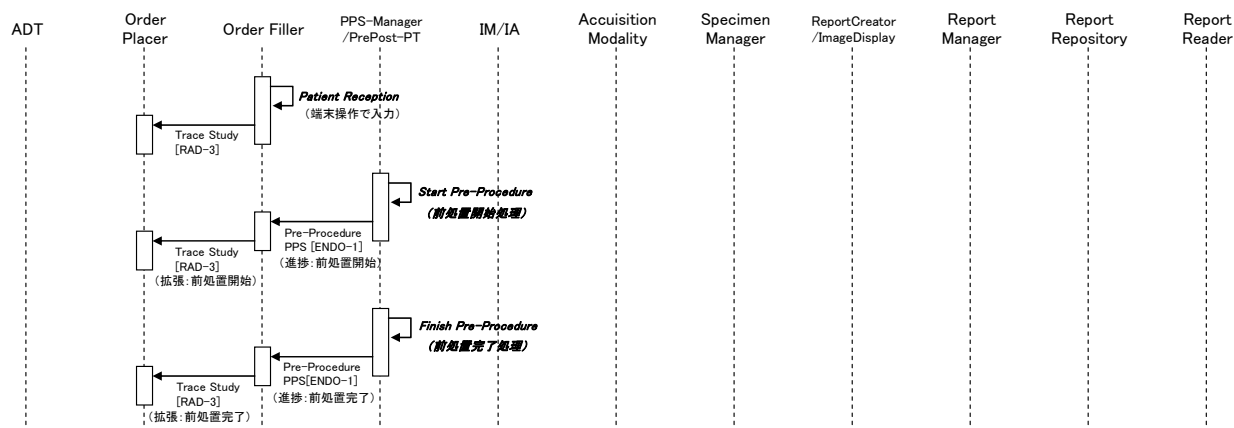 ADT
Order
Placer
Order Filler
PPS-Manager
/PrePost-PT
IM/IA
Accuisition
Modality
Specimen
Manager
ReportCreator
/ImageDisplay
Report
Manager
Report
Repository
Report
Reader
Patient Reception
（端末操作で入力）
Trace Study
[RAD-3]
Start Pre-Procedure
（前処置開始処理）
Pre-Procedure
PPS [ENDO-1]
（進捗：前処置開始）
Trace Study
[RAD-3]
（拡張：前処置開始）
Finish Pre-Procedure
（前処置完了処理）
Pre-Procedure
PPS[ENDO-1]
（進捗：前処置完了）
Trace Study
[RAD-3]
（拡張：前処置完了）